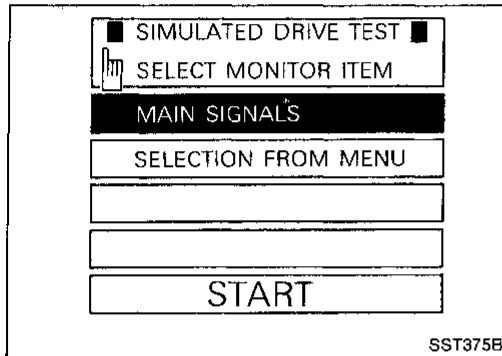 ■ SIMULATED DRIVE TEST ■
SELECT MONITOR ITEM
MAIN SIGNALS
SELECTION FROM MENU
START
SST375B